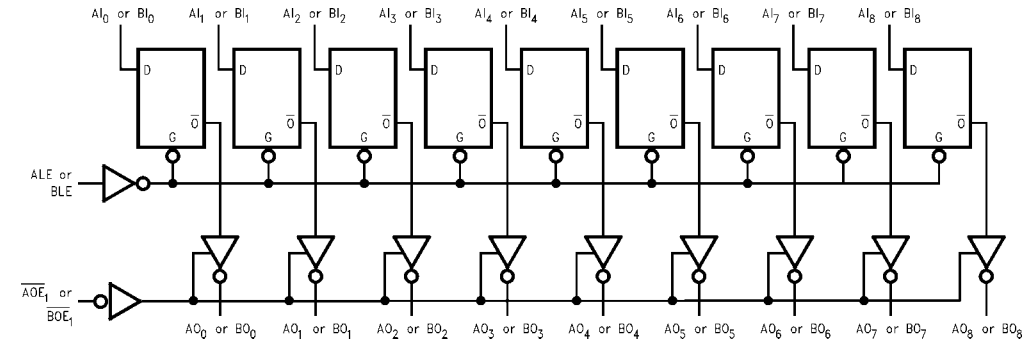 AI₀ or BI₀ AI₁ or BI₁ AI₂ or BI₂ AI₃ or BI₃ AI₄ or BI₄ AI₅ or BI₅ AI₆ or BI₆ AI₇ or BI₇ AI₈ or BI₈
D D D D D D D D D
O̅ O̅ O̅ O̅ O̅ O̅ O̅ O̅ O̅
G G G G G G G G G
ALE or
BLE
A̅O̅E̅₁ or
B̅O̅E̅₁
AO₀ or BO₀ AO₁ or BO₁ AO₂ or BO₂ AO₃ or BO₃ AO₄ or BO₄ AO₅ or BO₅ AO₆ or BO₆ AO₇ or BO₇ AO₈ or BO₈